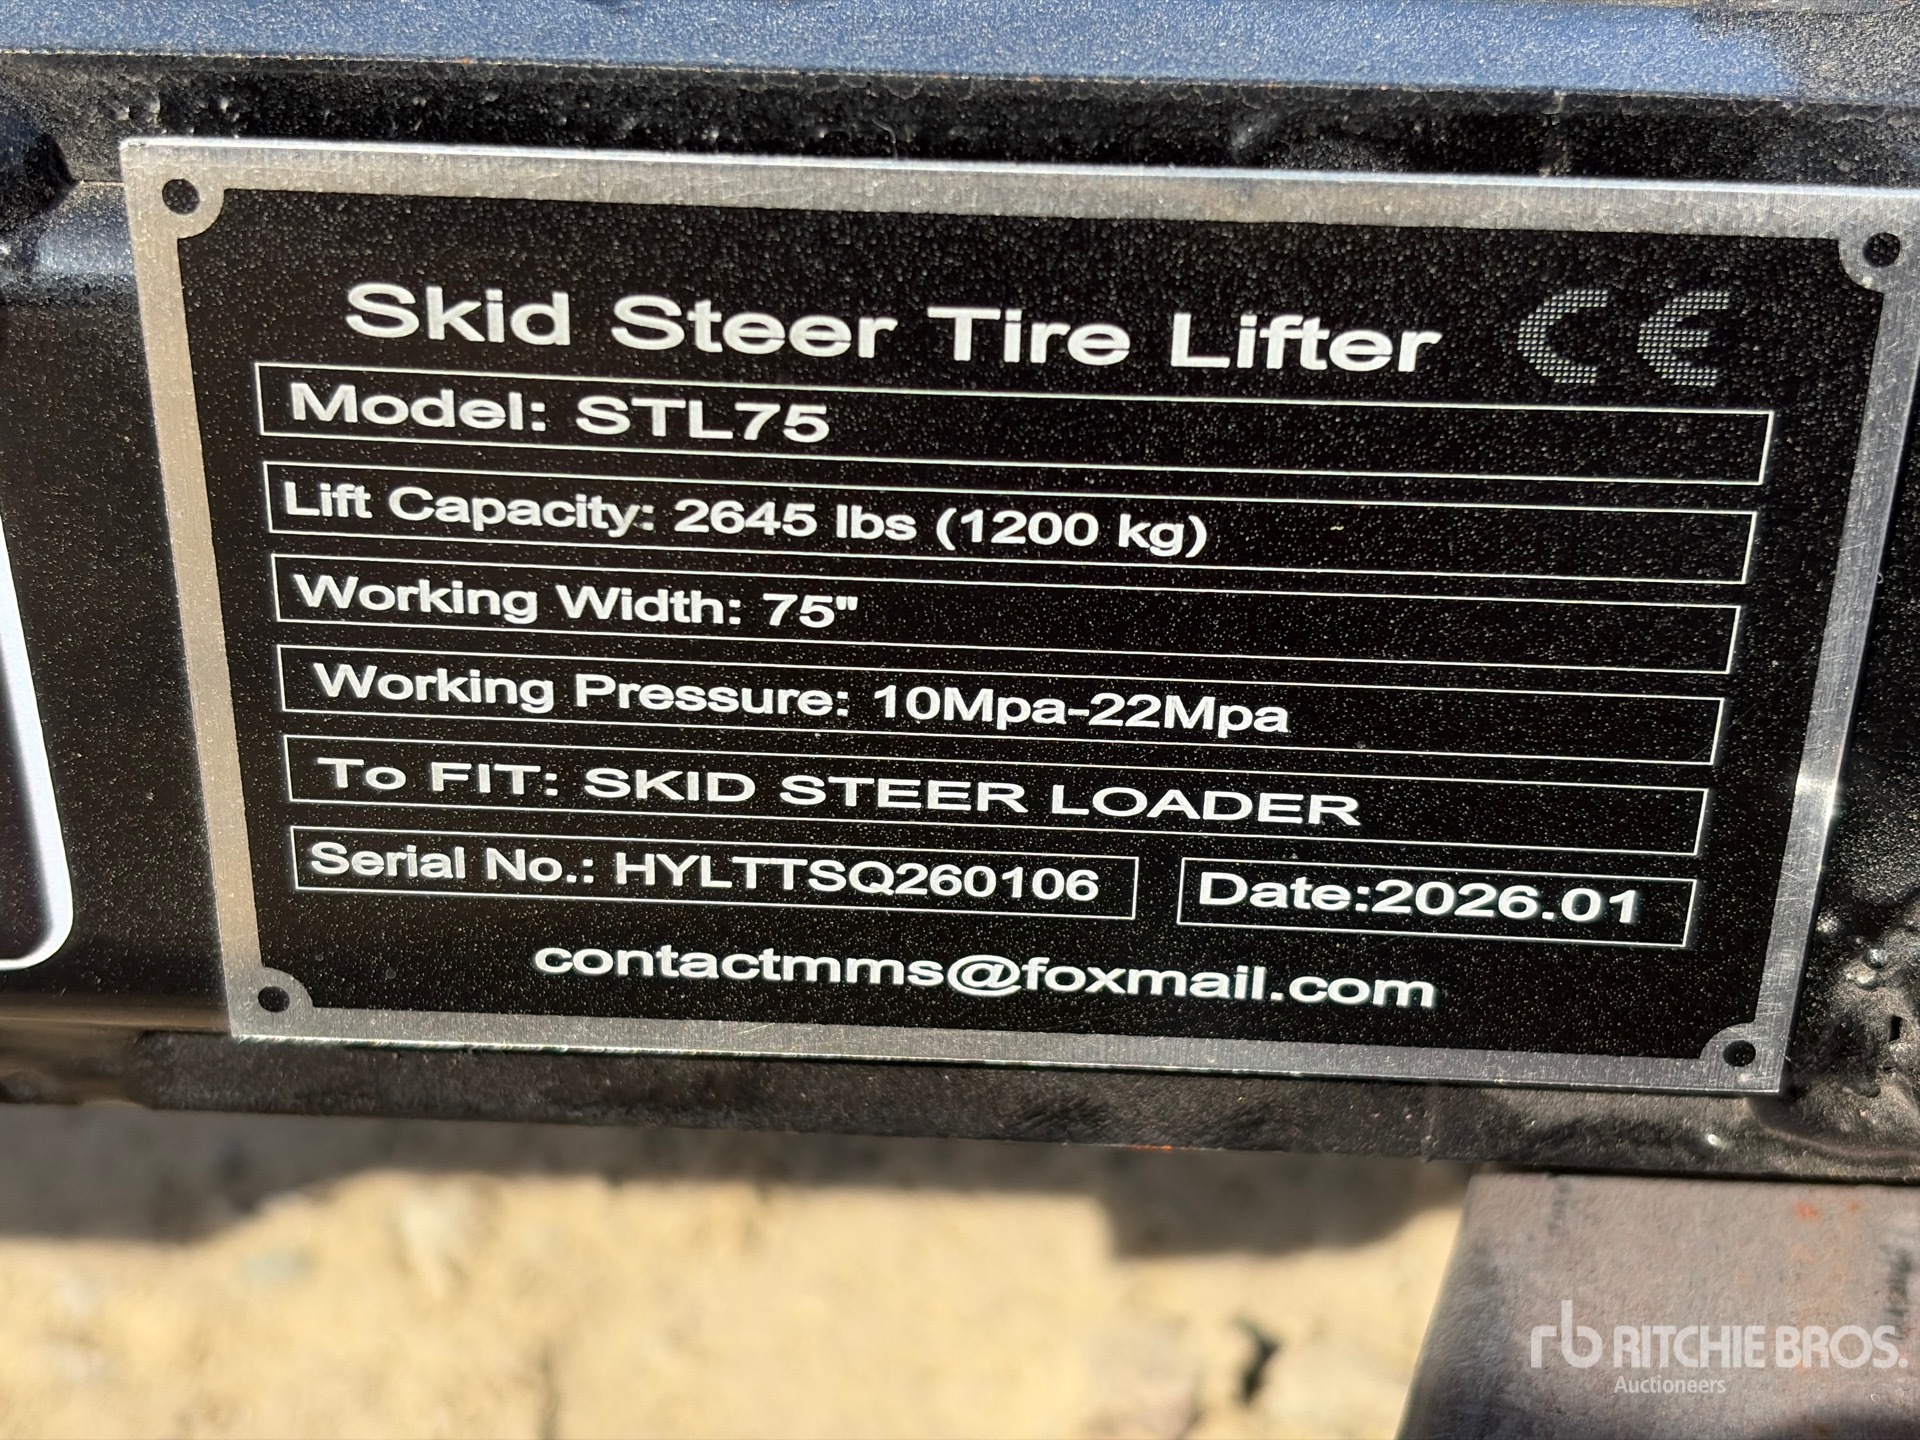 Skid Steer Tire Lifter CE
Model: STL75
Lift Capacity: 2645 lbs (1200 kg)
Working Width: 75"
Working Pressure: 10Mpa-22Mpa
To FIT: SKID STEER LOADER
Serial No.: HYLTTSQ260106 Date:2026.01
contactmms@foxmail.com
rb RITCHIE BROS.
Auctioneers